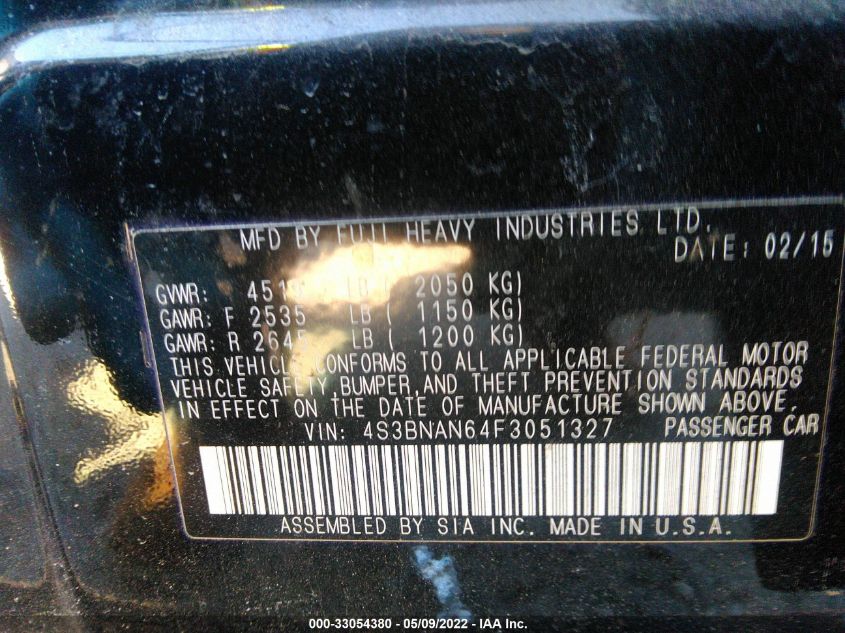 MFD BY FUJI HEAVY INDUSTRIES LTD.
DATE: 02/15
GVWR: ( 2050 KG)
GAWR: F 2535 LB ( 1150 KG)
GAWR: R 2645 LB ( 1200 KG)
THIS VEHICLE CONFORMS TO ALL APPLICABLE FEDERAL MOTOR
VEHICLE SAFETY, BUMPER, AND THEFT PREVENTION STANDARDS
IN EFFECT ON THE DATE OF MANUFACTURE SHOWN ABOVE.
VIN: 4S3BNAN64F3051327 PASSENGER CAR
ASSEMBLED BY SIA INC. MADE IN U.S.A.
000-33054380 - 05/09/2022 - IAA Inc.